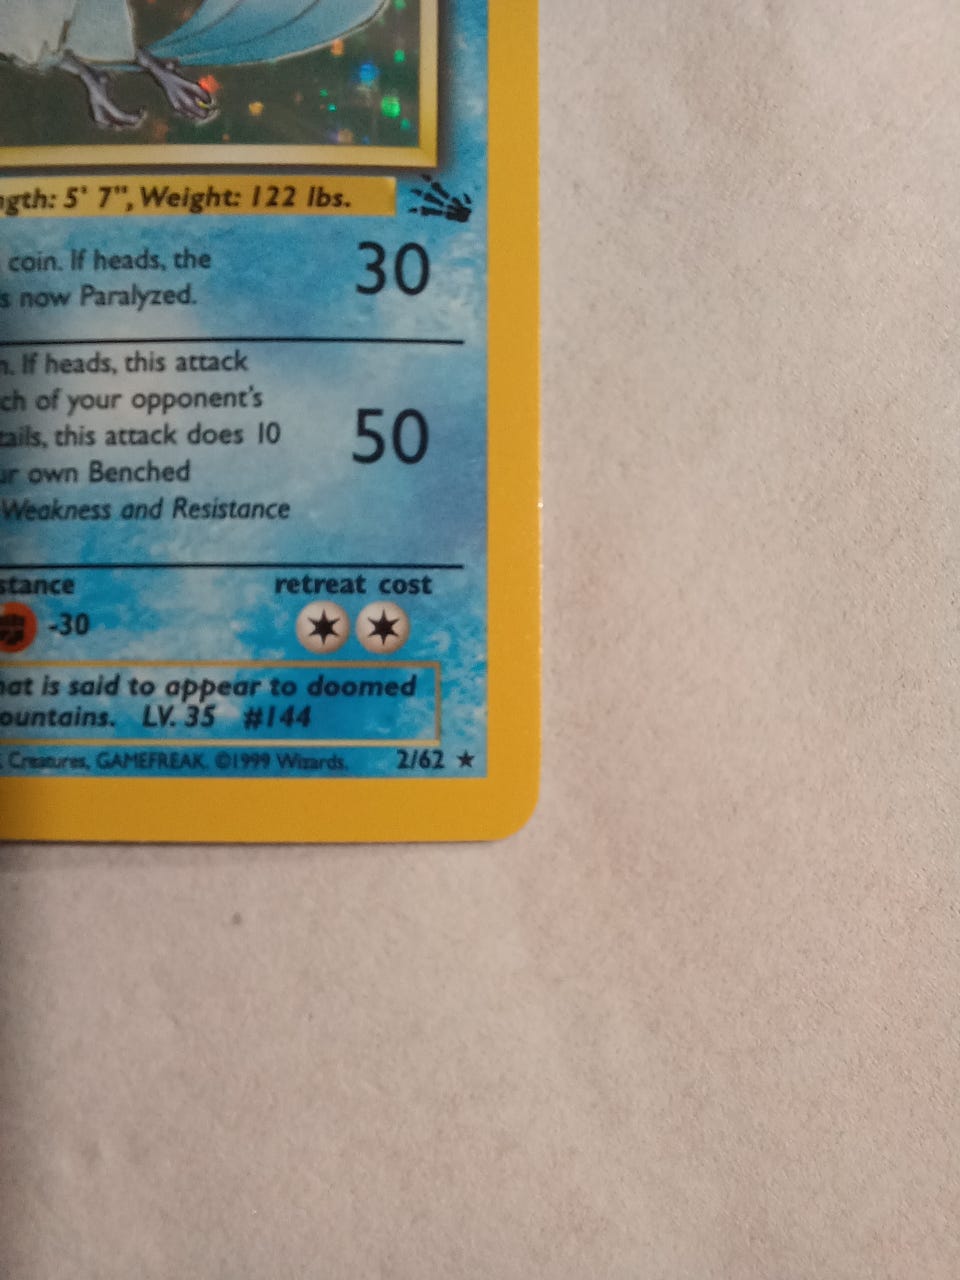 ngth: 5' 7", Weight: 122 lbs.
coin. If heads, the
s now Paralyzed.
30
n. If heads, this attack
ch of your opponent's
tails, this attack does 10
ur own Benched
Weakness and Resistance
50
stance
retreat cost
-30
hat is said to appear to doomed
ountains. LV. 35 #144
Creatures, GAMEFREAK. ©1999 Wizards.
2/62 ★